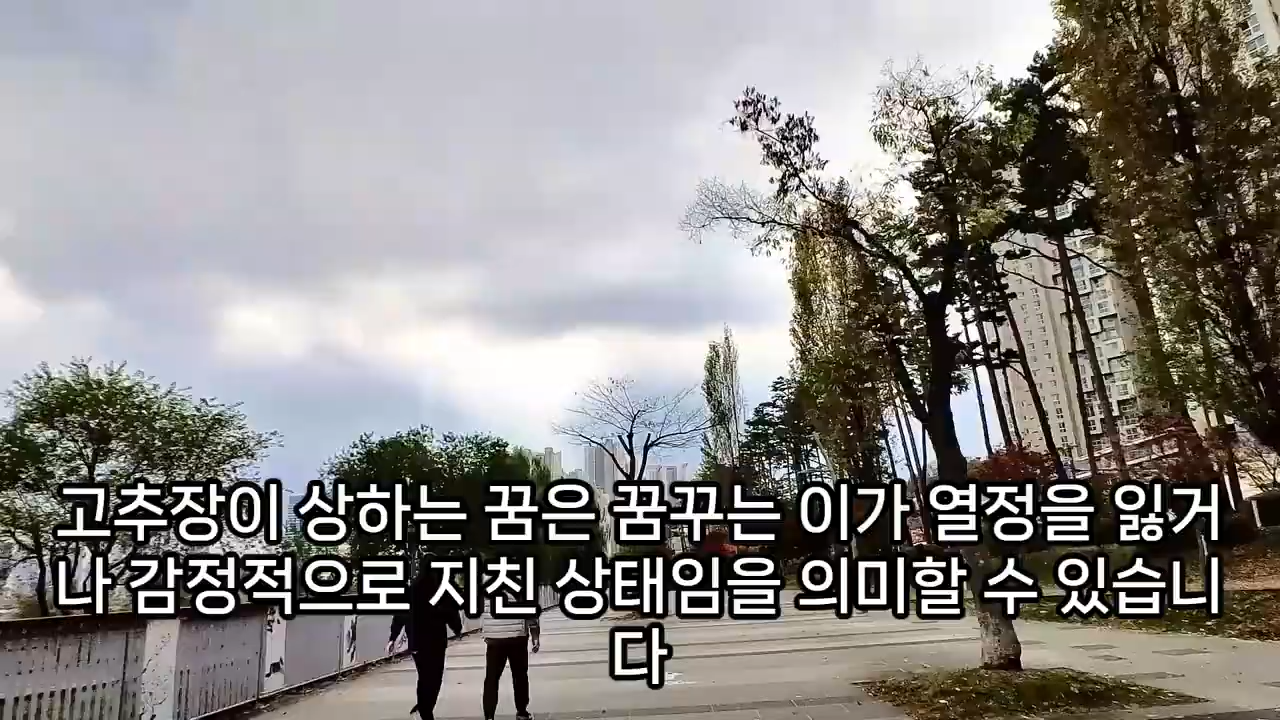 고추장이 상하는 꿈은 꿈꾸는 이가 열정을 잃거
나 감정적으로 지친 상태임을 의미할 수 있습니
다